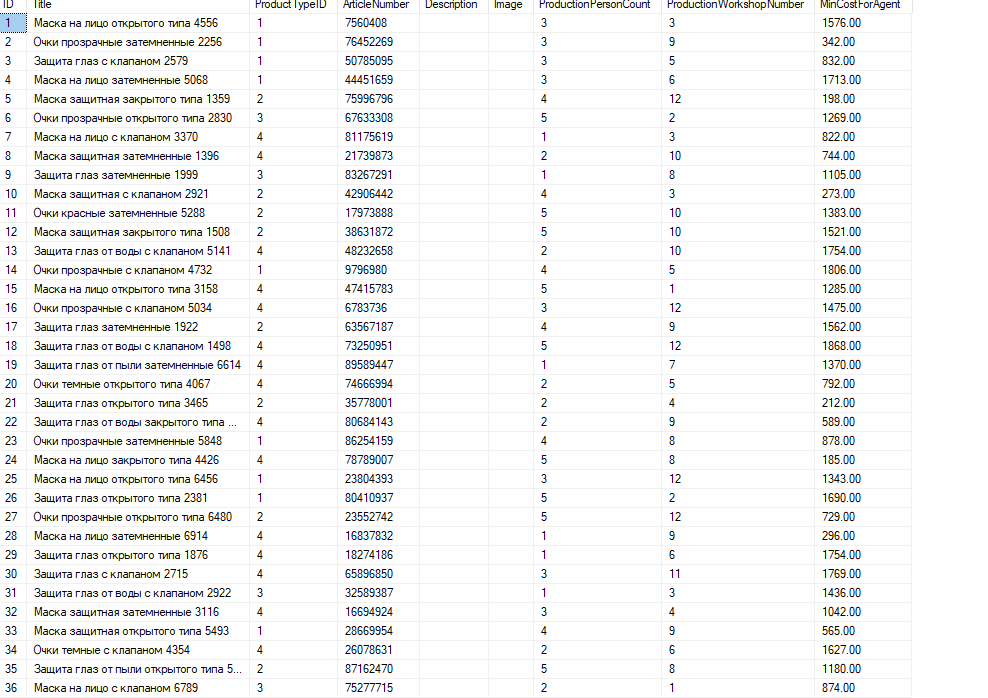 ID Title ProductTypeID ArticleNumber Description Image ProductionPersonCount ProductionWorkshopNumber MinCostForAgent
1 Маска на лицо открытого типа 4556 1 7560408 3 3 1576.00
2 Очки прозрачные затемненные 2256 1 76452269 3 9 342.00
3 Защита глаз с клапаном 2579 1 50785095 3 5 832.00
4 Маска на лицо затемненные 5068 1 44451659 3 6 1713.00
5 Маска защитная закрытого типа 1359 2 75996796 4 12 198.00
6 Очки прозрачные открытого типа 2830 3 67633308 5 2 1269.00
7 Маска на лицо с клапаном 3370 4 81175619 1 3 822.00
8 Маска защитная затемненные 1396 4 21739873 2 10 744.00
9 Защита глаз затемненные 1999 3 83267291 1 8 1105.00
10 Маска защитная с клапаном 2921 2 42906442 4 3 273.00
11 Очки красные затемненные 5288 2 17973888 5 10 1383.00
12 Маска защитная закрытого типа 1508 2 38631872 5 10 1521.00
13 Защита глаз от воды с клапаном 5141 4 48232658 2 10 1754.00
14 Очки прозрачные с клапаном 4732 1 9796980 4 5 1806.00
15 Маска на лицо открытого типа 3158 4 47415783 5 1 1285.00
16 Очки прозрачные с клапаном 5034 4 6783736 3 12 1475.00
17 Защита глаз затемненные 1922 2 63567187 4 9 1562.00
18 Защита глаз от воды с клапаном 1498 4 73250951 5 12 1868.00
19 Защита глаз от пыли затемненные 6614 4 89589447 1 7 1370.00
20 Очки темные открытого типа 4067 4 74666994 2 5 792.00
21 Защита глаз открытого типа 3465 2 35778001 2 4 212.00
22 Защита глаз от воды закрытого типа ... 4 80684143 2 9 589.00
23 Очки прозрачные затемненные 5848 1 86254159 4 8 878.00
24 Маска на лицо закрытого типа 4426 4 78789007 5 8 185.00
25 Маска на лицо открытого типа 6456 1 23804393 3 12 1343.00
26 Защита глаз открытого типа 2381 1 80410937 5 2 1690.00
27 Очки прозрачные открытого типа 6480 2 23552742 5 12 729.00
28 Маска на лицо затемненные 6914 4 16837832 1 9 296.00
29 Защита глаз открытого типа 1876 4 18274186 1 6 1754.00
30 Защита глаз с клапаном 2715 4 65896850 3 11 1769.00
31 Защита глаз от воды с клапаном 2922 3 32589387 1 3 1436.00
32 Маска защитная затемненные 3116 4 16694924 3 4 1042.00
33 Маска защитная открытого типа 5493 1 28669954 4 9 565.00
34 Очки темные с клапаном 4354 4 26078631 2 6 1627.00
35 Защита глаз от пыли открытого типа 5... 2 87162470 5 8 1180.00
36 Маска на лицо с клапаном 6789 3 75277715 2 1 874.00